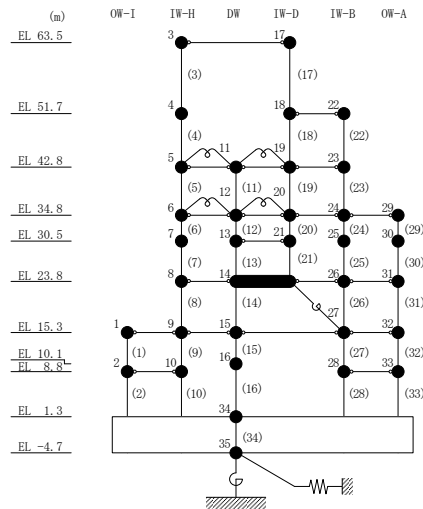 (m) OW-I IW-H DW IW-D IW-B OW-A
EL 63.5 3 17
(3) (17)
EL 51.7 4 18 22
(4) (18) (22)
11 19
EL 42.8 5 23
(5) 12 (11) 20 (19) (23)
EL 34.8 6 24 29
(6) (12) (20) (24) (29)
EL 30.5 7 13 21 25 30
(7) (13) (21) (25) (30)
EL 23.8 8 14 26 31
(8) (14) (26) (31)
27
EL 15.3 1 9 15 32
(1) (9) (15) (27) (32)
EL 10.1 16
EL 8.8 2 10 28 33
(2) (10) (16) (28) (33)
EL 1.3 34
(34)
EL -4.7 35